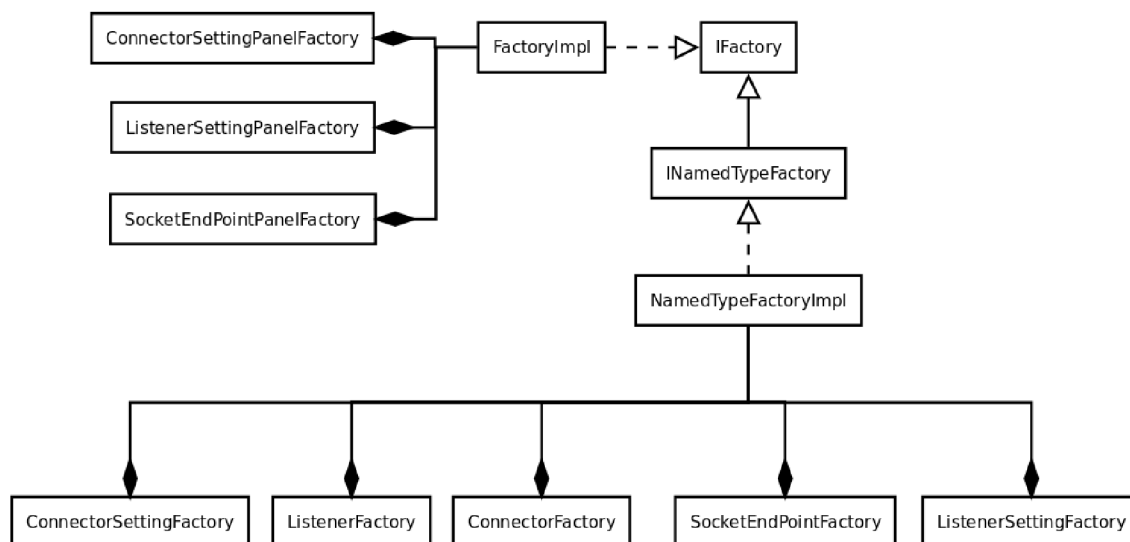 ConnectorSettingPanelFactory
FactoryImpl
IFactory
ListenerSettingPanelFactory
INamedTypeFactory
SocketEndPointPanelFactory
NamedTypeFactoryImpl
ConnectorSettingFactory
ListenerFactory
ConnectorFactory
SocketEndPointFactory
ListenerSettingFactory